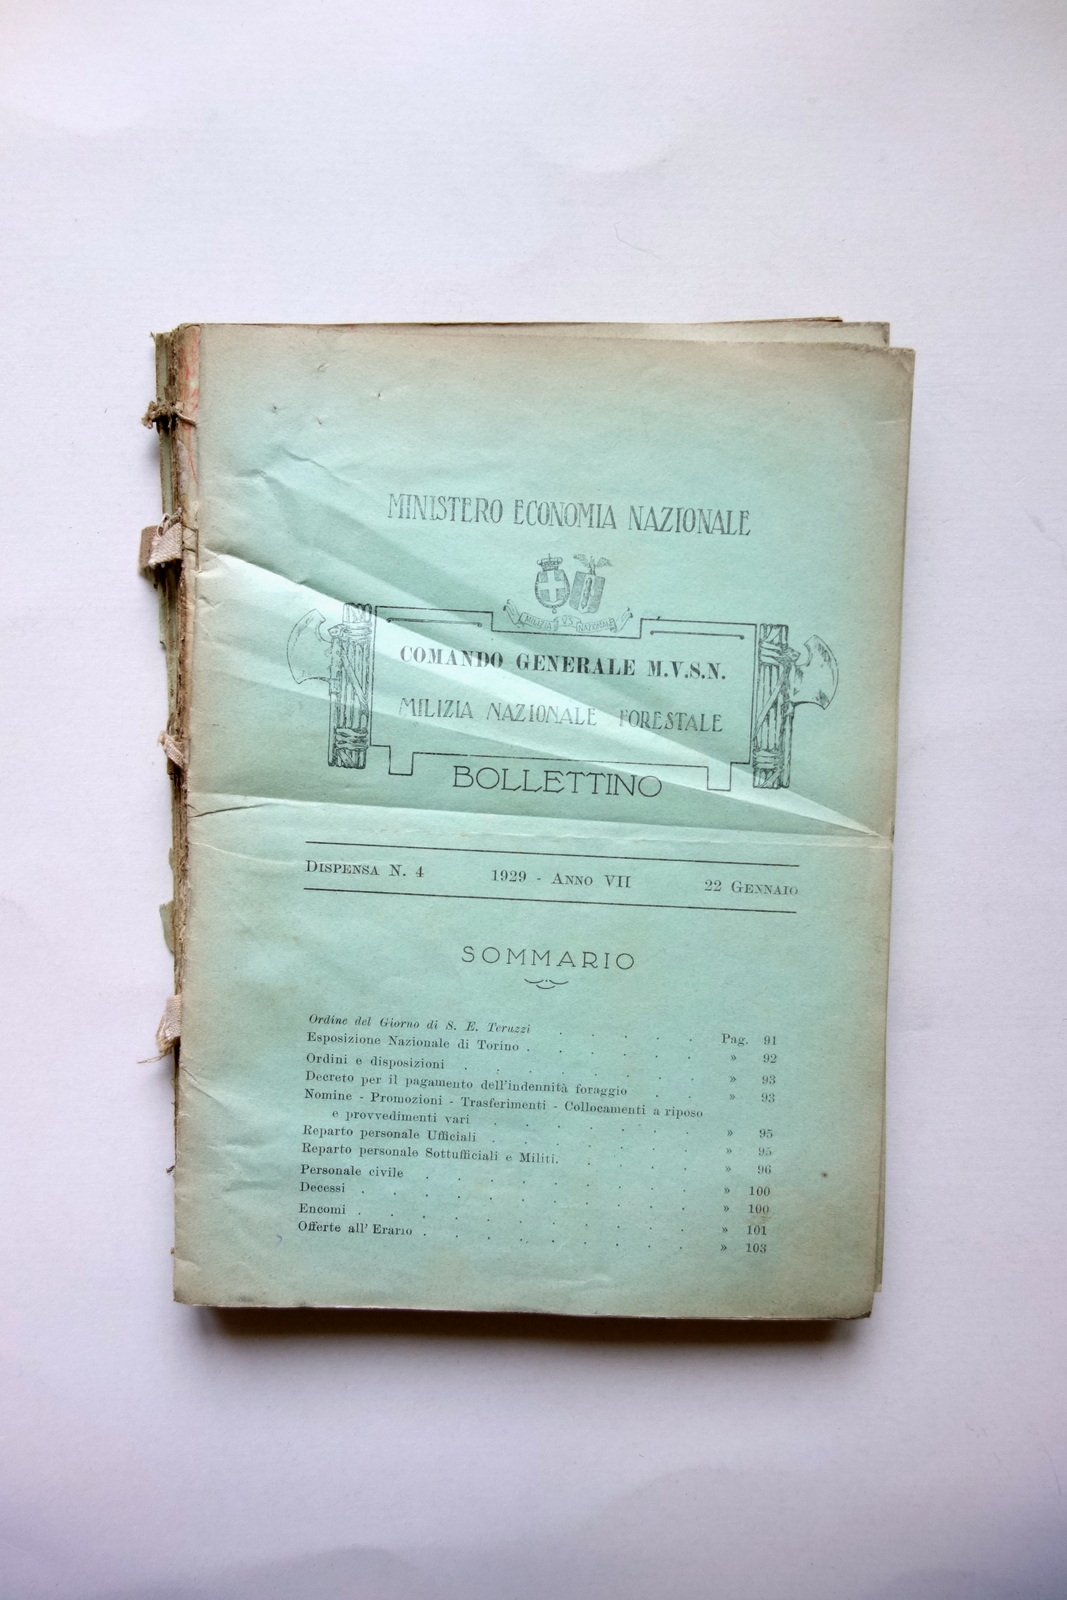 MINISTERO ECONOMIA NAZIONALE
MILIZIA V S NAZIONALE
COMANDO GENERALE M.V.S.N.
MILIZIA NAZIONALE FORESTALE
BOLLETTINO
DISPENSA N. 4 1929 - ANNO VII 22 GENNAIO
SOMMARIO
Ordine del Giorno di S. E. Teruzzi . . . . . Pag. 91
Esposizione Nazionale di Torino . . . . . . » 92
Ordini e disposizioni . . . . . . . » 93
Decreto per il pagamento dell'indennità foraggio . . » 93
Nomine - Promozioni - Trasferimenti - Collocamenti a riposo
e provvedimenti vari . . . . . . . » 95
Reparto personale Ufficiali . . . . . . . » 95
Reparto personale Sottufficiali e Militi. . . . . . » 96
Personale civile . . . . . . . . » 100
Decessi . . . . . . . . . . » 100
Encomi . . . . . . . . . . » 101
Offerte all'Erario . . . . . . . . » 103